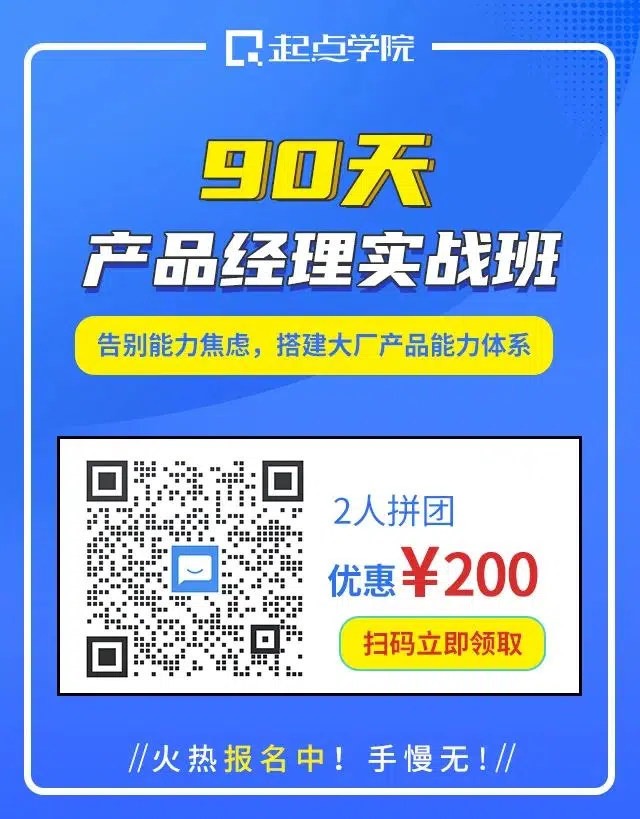 起点学院
90天
产品经理实战班
告别能力焦虑，搭建大厂产品能力体系
2人拼团
优惠¥200
扫码立即领取
//火热报名中！手慢无！//